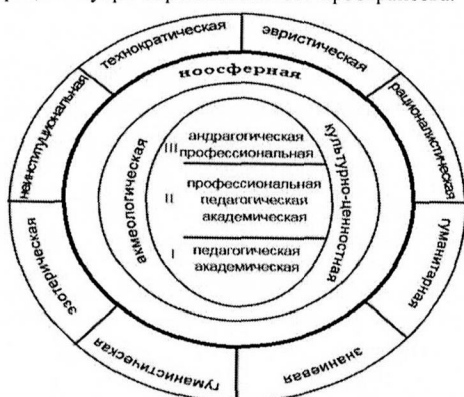 технократическая
эвристическая
рационалистическая
гуманитарная
знаниевая
гуманистическая
эзотерическая
неинституциональная
ноосферная
акмеологическая
культурно-ценностная
III
андрагогическая
профессиональная
II
профессиональная
педагогическая
академическая
I
педагогическая
академическая